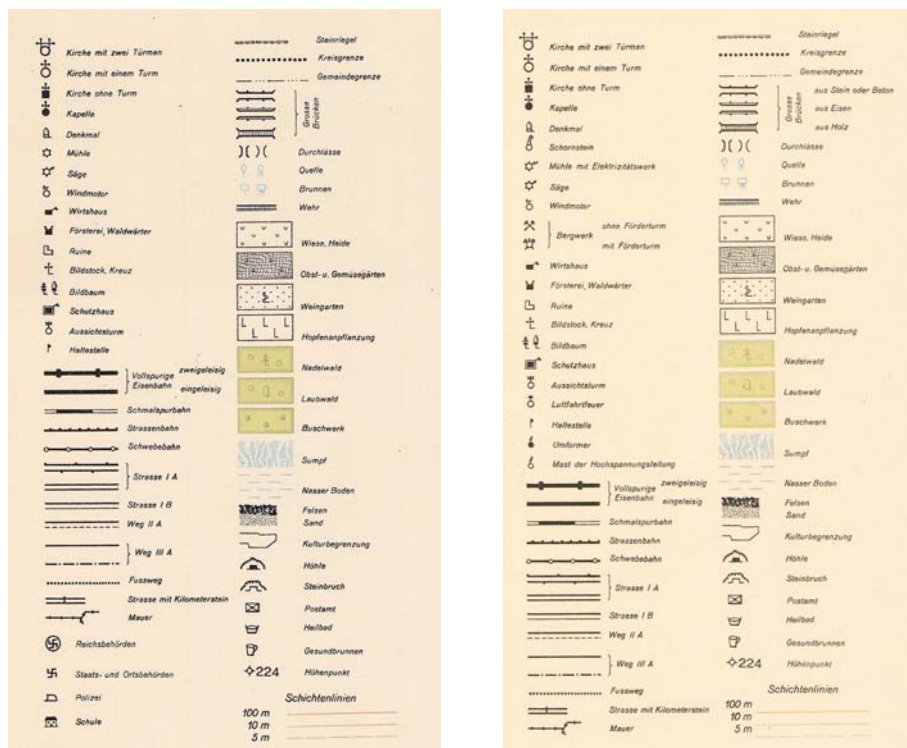 Kirche mit zwei Türmen
Kirche mit einem Turm
Kirche ohne Turm
Kapelle
Denkmal
Mühle
Säge
Windmotor
Wirtshaus
Försterei, Waldwärter
Ruine
Bildstock, Kreuz
Bildbaum
Schutzhaus
Aussichtsturm
Haltestelle
Vollspurige Eisenbahn
zweigeleisig
eingeleisig
Schmalspurbahn
Strassenbahn
Schwebebahn
Strasse I A
Strasse I B
Weg II A
Weg III A
Fussweg
Strasse mit Kilometerstein
Mauer
Reichsbehörden
Staats- und Ortsbehörden
Polizei
Schule
Steinriegel
Kreisgrenze
Gemeindegrenze
Grosse
Brücken
Durchlässe
Quelle
Brunnen
Wehr
Wiese, Heide
Obst- u. Gemüsegärten
Weingarten
Hopfenanpflanzung
Nadelwald
Laubwald
Buschwerk
Sumpf
Nasser Boden
Felsen
Sand
Kulturbegrenzung
Höhle
Steinbruch
Postamt
Heilbad
Gesundbrunnen
224 Höhenpunkt
Schichtenlinien
100 m
10 m
5 m
Kirche mit zwei Türmen
Kirche mit einem Turm
Kirche ohne Turm
Kapelle
Denkmal
Schornstein
Mühle mit Elektrizitätswerk
Säge
Windmotor
Bergwerk
ohne Förderturm
mit Förderturm
Wirtshaus
Försterei, Waldwärter
Ruine
Bildstock, Kreuz
Bildbaum
Schutzhaus
Aussichtsturm
Luftfahrtfeuer
Haltestelle
Umformer
Mast der Hochspannungsleitung
Vollspurige Eisenbahn
zweigeleisig
eingeleisig
Schmalspurbahn
Strassenbahn
Schwebebahn
Strasse I A
Strasse I B
Weg II A
Weg III A
Fussweg
Strasse mit Kilometerstein
Mauer
Steinriegel
Kreisgrenze
Gemeindegrenze
Grosse
Brücken
aus Stein oder Beton
aus Eisen
aus Holz
Durchlässe
Quelle
Brunnen
Wehr
Wiese, Heide
Obst- u. Gemüsegärten
Weingarten
Hopfenanpflanzung
Nadelwald
Laubwald
Buschwerk
Sumpf
Nasser Boden
Felsen
Sand
Kulturbegrenzung
Höhle
Steinbruch
Postamt
Heilbad
Gesundbrunnen
224
Schichtenlinien
100 m
10 m
5 m